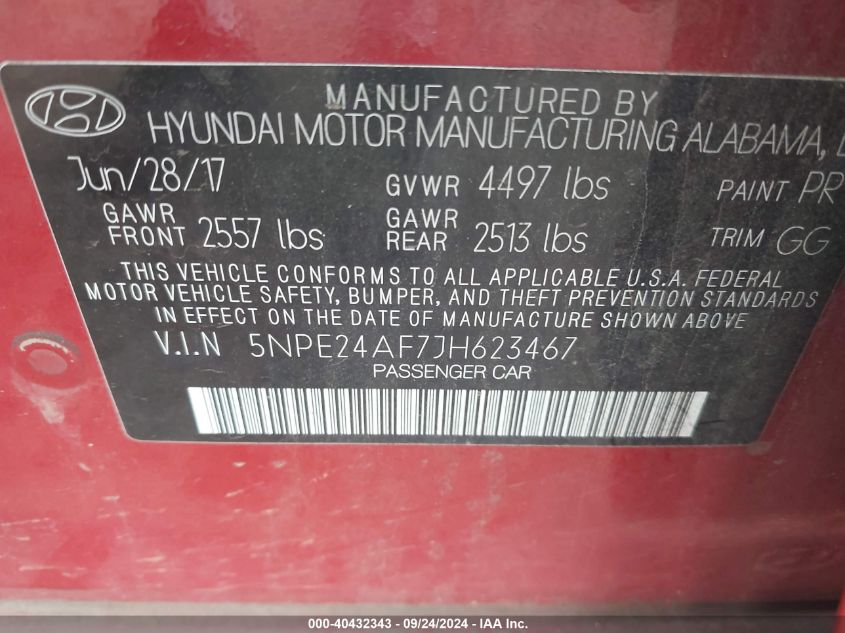 MANUFACTURED BY
HYUNDAI MOTOR MANUFACTURING ALABAMA,
Jun/28/17 GVWR 4497 lbs PAINT PR
GAWR FRONT 2557 lbs GAWR REAR 2513 lbs TRIM GG
THIS VEHICLE CONFORMS TO ALL APPLICABLE U.S.A. FEDERAL
MOTOR VEHICLE SAFETY, BUMPER, AND THEFT PREVENTION STANDARDS
IN EFFECT ON THE DATE OF MANUFACTURE SHOWN ABOVE
V.I.N 5NPE24AF7JH623467
PASSENGER CAR
000-40432343 - 09/24/2024 - IAA Inc.